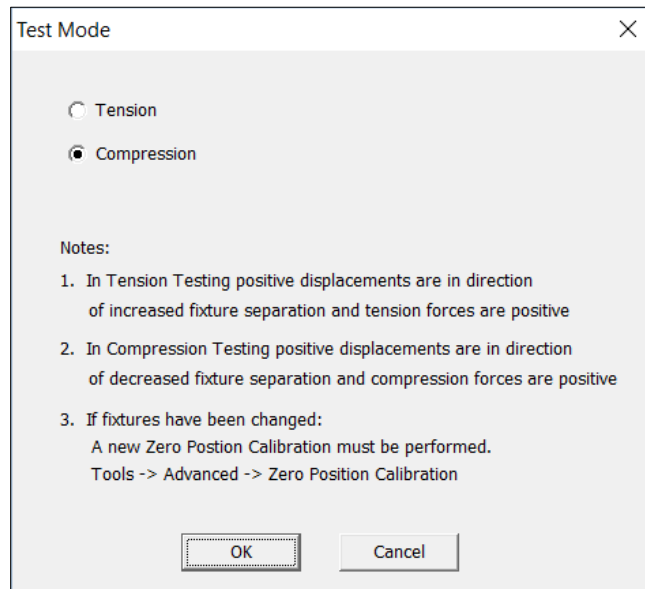 Test Mode
Tension
Compression
Notes:
1. In Tension Testing positive displacements are in direction
of increased fixture separation and tension forces are positive
2. In Compression Testing positive displacements are in direction
of decreased fixture separation and compression forces are positive
3. If fixtures have been changed:
A new Zero Postion Calibration must be performed.
Tools -> Advanced -> Zero Position Calibration
OK Cancel